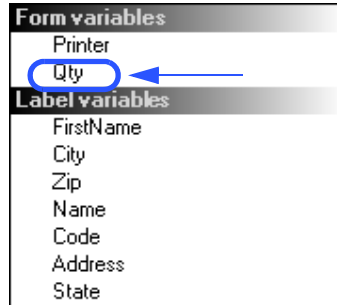 Form variables
Printer
Qty
Label variables
FirstName
City
Zip
Name
Code
Address
State